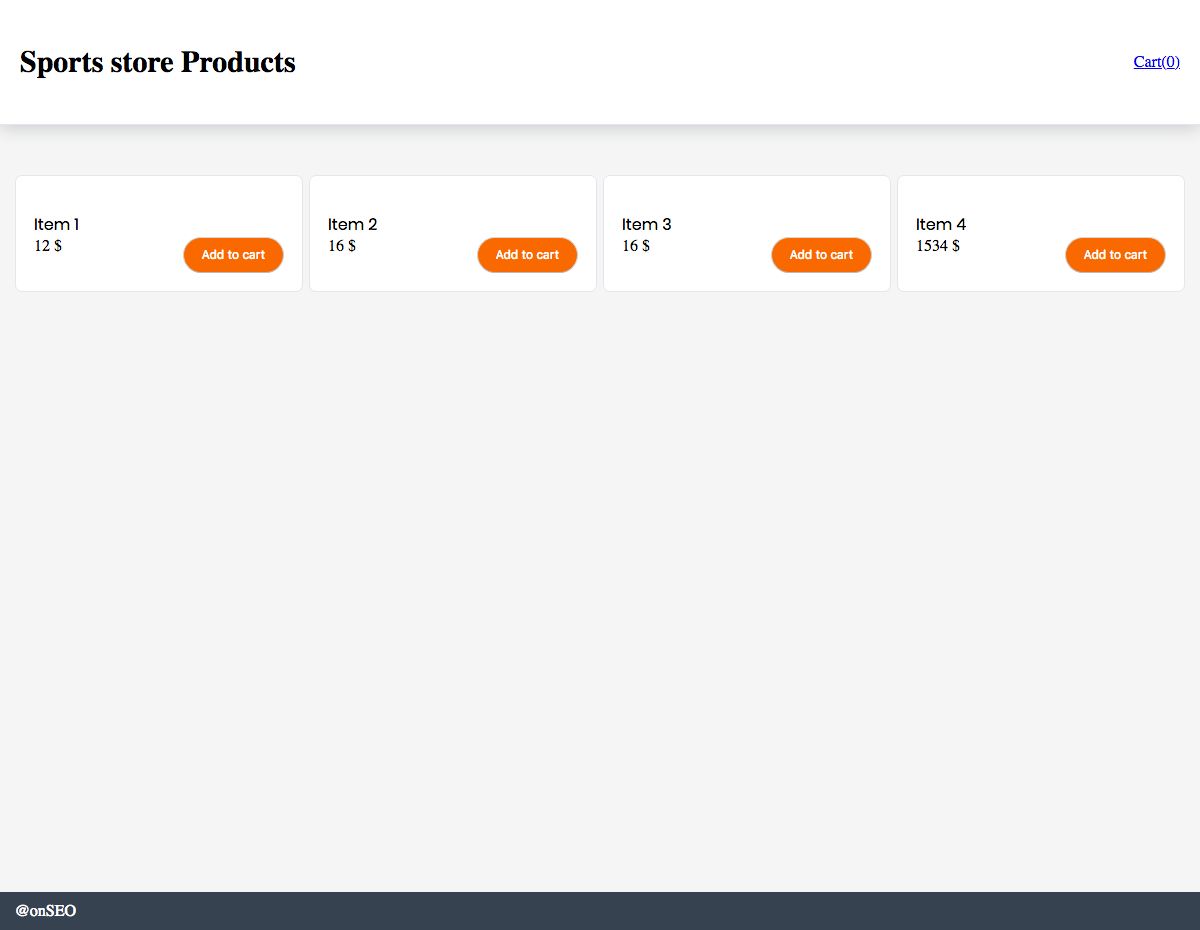 Sports store Products
Cart(0)
Item 1
12 $
Add to cart
Item 2
16 $
Add to cart
Item 3
16 $
Add to cart
Item 4
1534 $
Add to cart
@onSEO